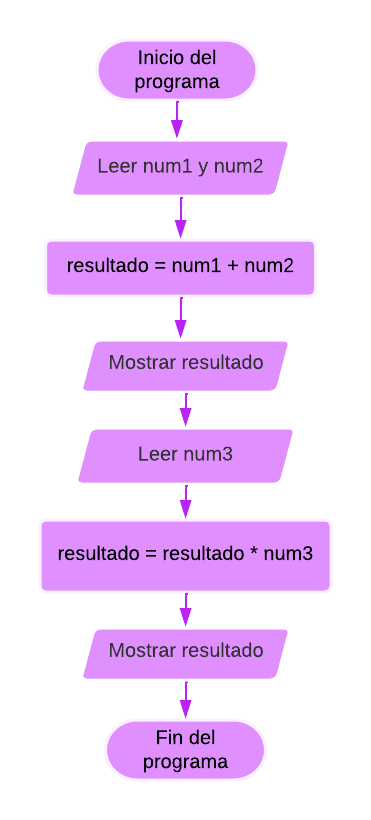 Inicio del
programa
Leer num1 y num2
resultado = num1 + num2
Mostrar resultado
Leer num3
resultado = resultado * num3
Mostrar resultado
Fin del
programa